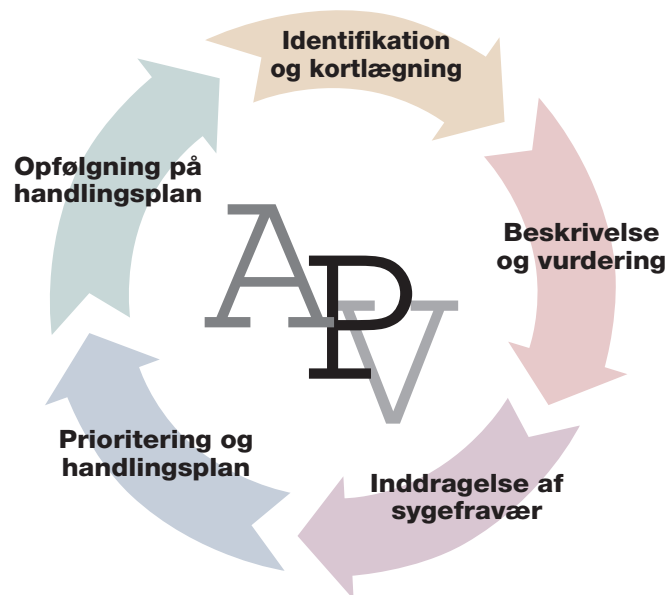 Identifikation
og kortlægning
Beskrivelse
og vurdering
Inddragelse af
sygefravær
Prioritering og
handlingsplan
Opfølgning på
handlingsplan
APV